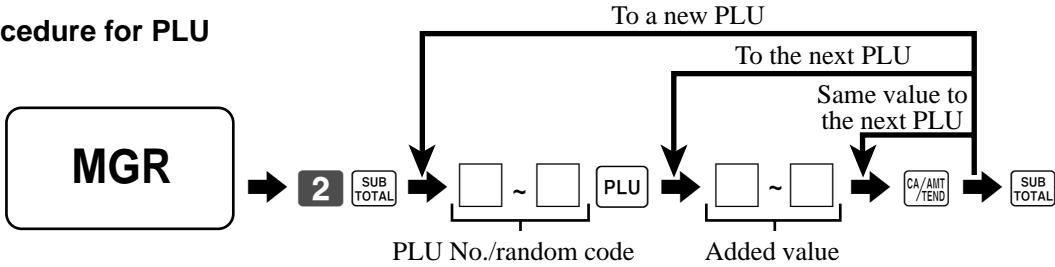 To a new PLU
cedure for PLU
To the next PLU
Same value to
the next PLU
MGR
2
SUB
TOTAL
~
PLU
~
CA/AMT
/TEND
SUB
TOTAL
PLU No./random code
Added value